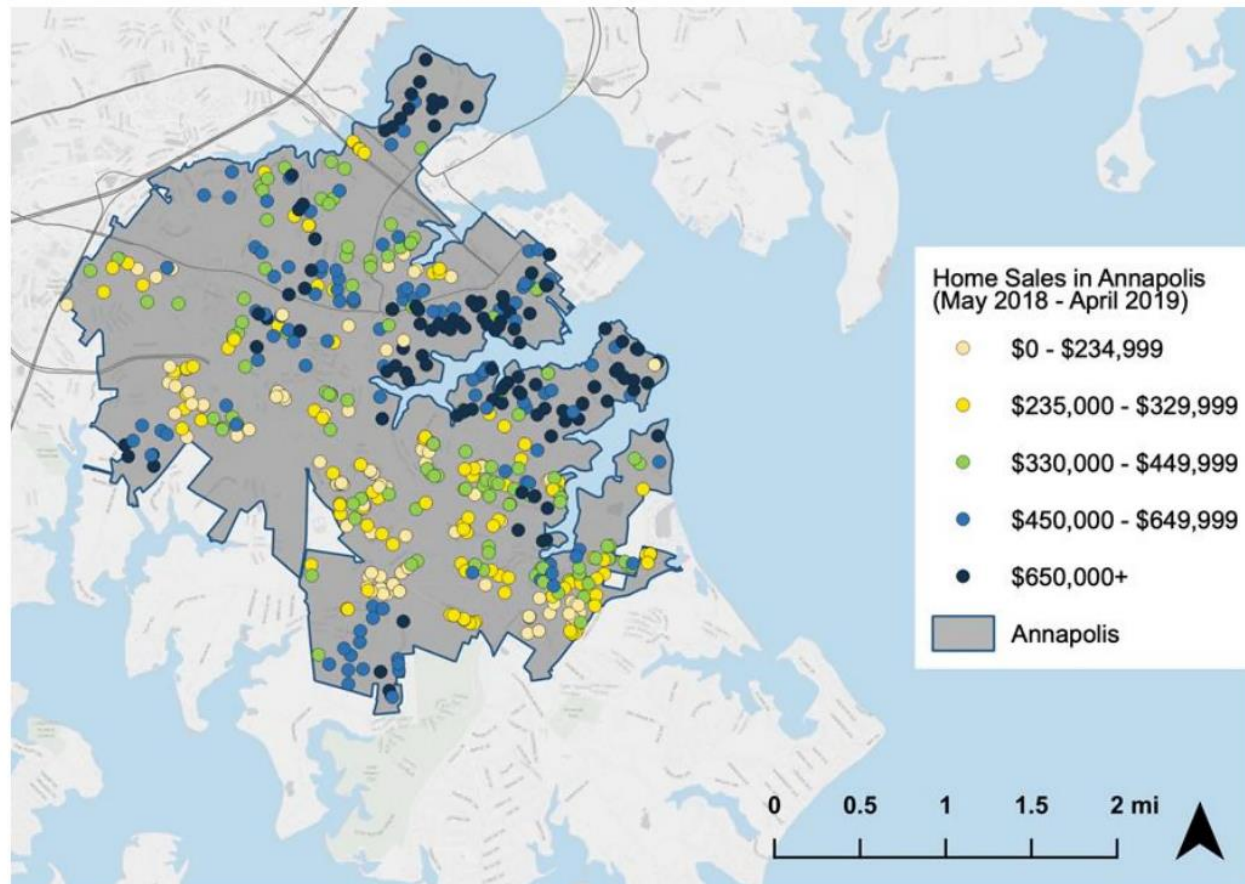 Home Sales in Annapolis
(May 2018 - April 2019)
$0 - $234,999
$235,000 - $329,999
$330,000 - $449,999
$450,000 - $649,999
$650,000+
Annapolis
0 0.5 1 1.5 2 mi